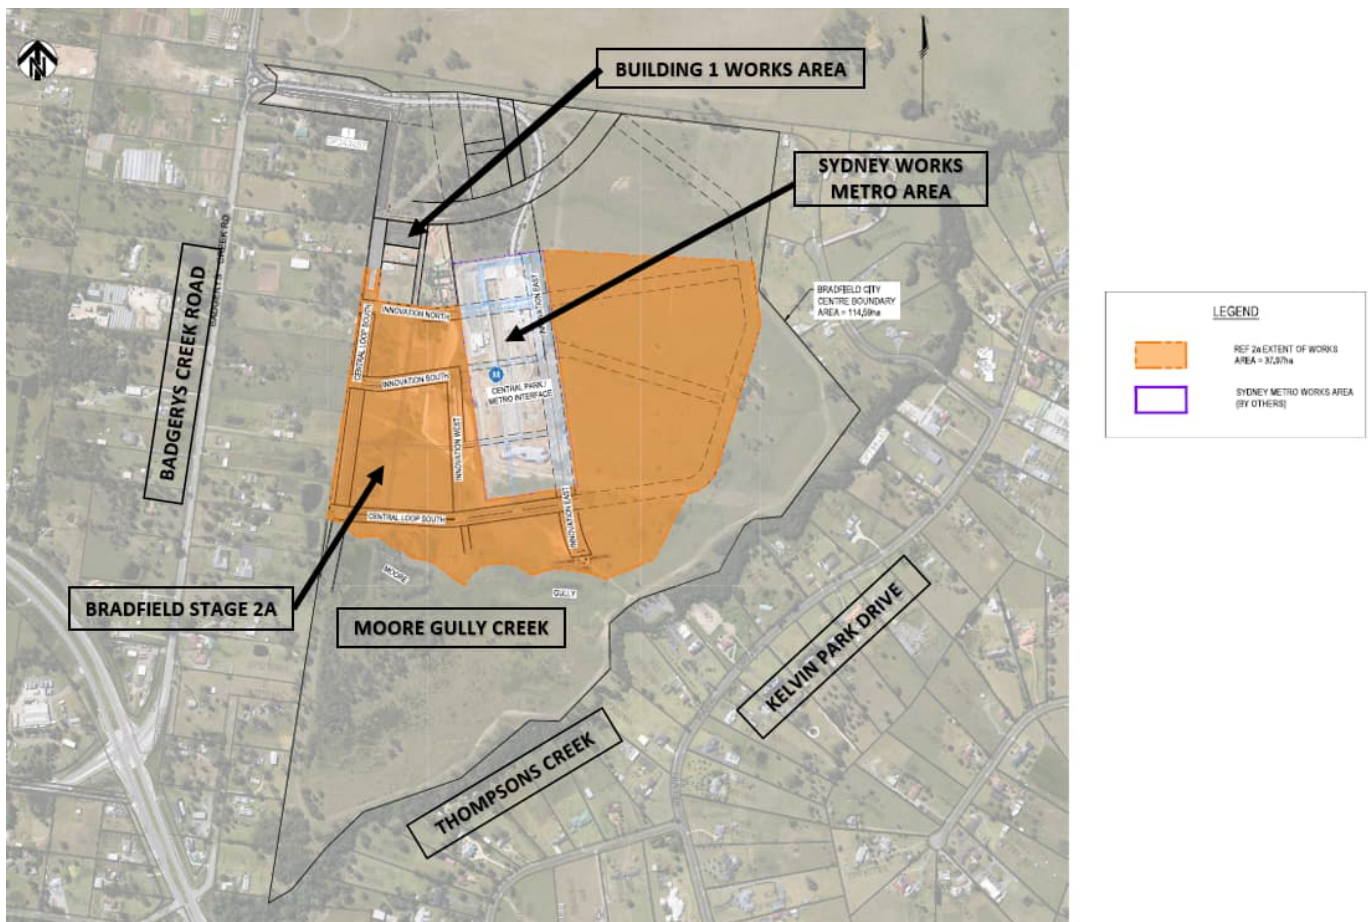 N
BUILDING 1 WORKS AREA
SYDNEY WORKS
METRO AREA
BADGERYS CREEK ROAD
CREEK RD
BRADFIELD CITY
CENTRE BOUNDARY
AREA = 114,59ha
INNOVATION EAST
INNOVATION NORTH
CENTRAL LOOP SOUTH
INNOVATION SOUTH
CENTRAL PARK/
METRO INTERFACE
INNOVATION WEST
CENTRAL LOOP SOUTH
INNOVATION EAST
MOORE
GULLY
BRADFIELD STAGE 2A
MOORE GULLY CREEK
KELVIN PARK DRIVE
THOMPSONS CREEK
LEGEND
REF 2a EXTENT OF WORKS
AREA = 37,97ha
SYDNEY METRO WORKS AREA
(BY OTHERS)